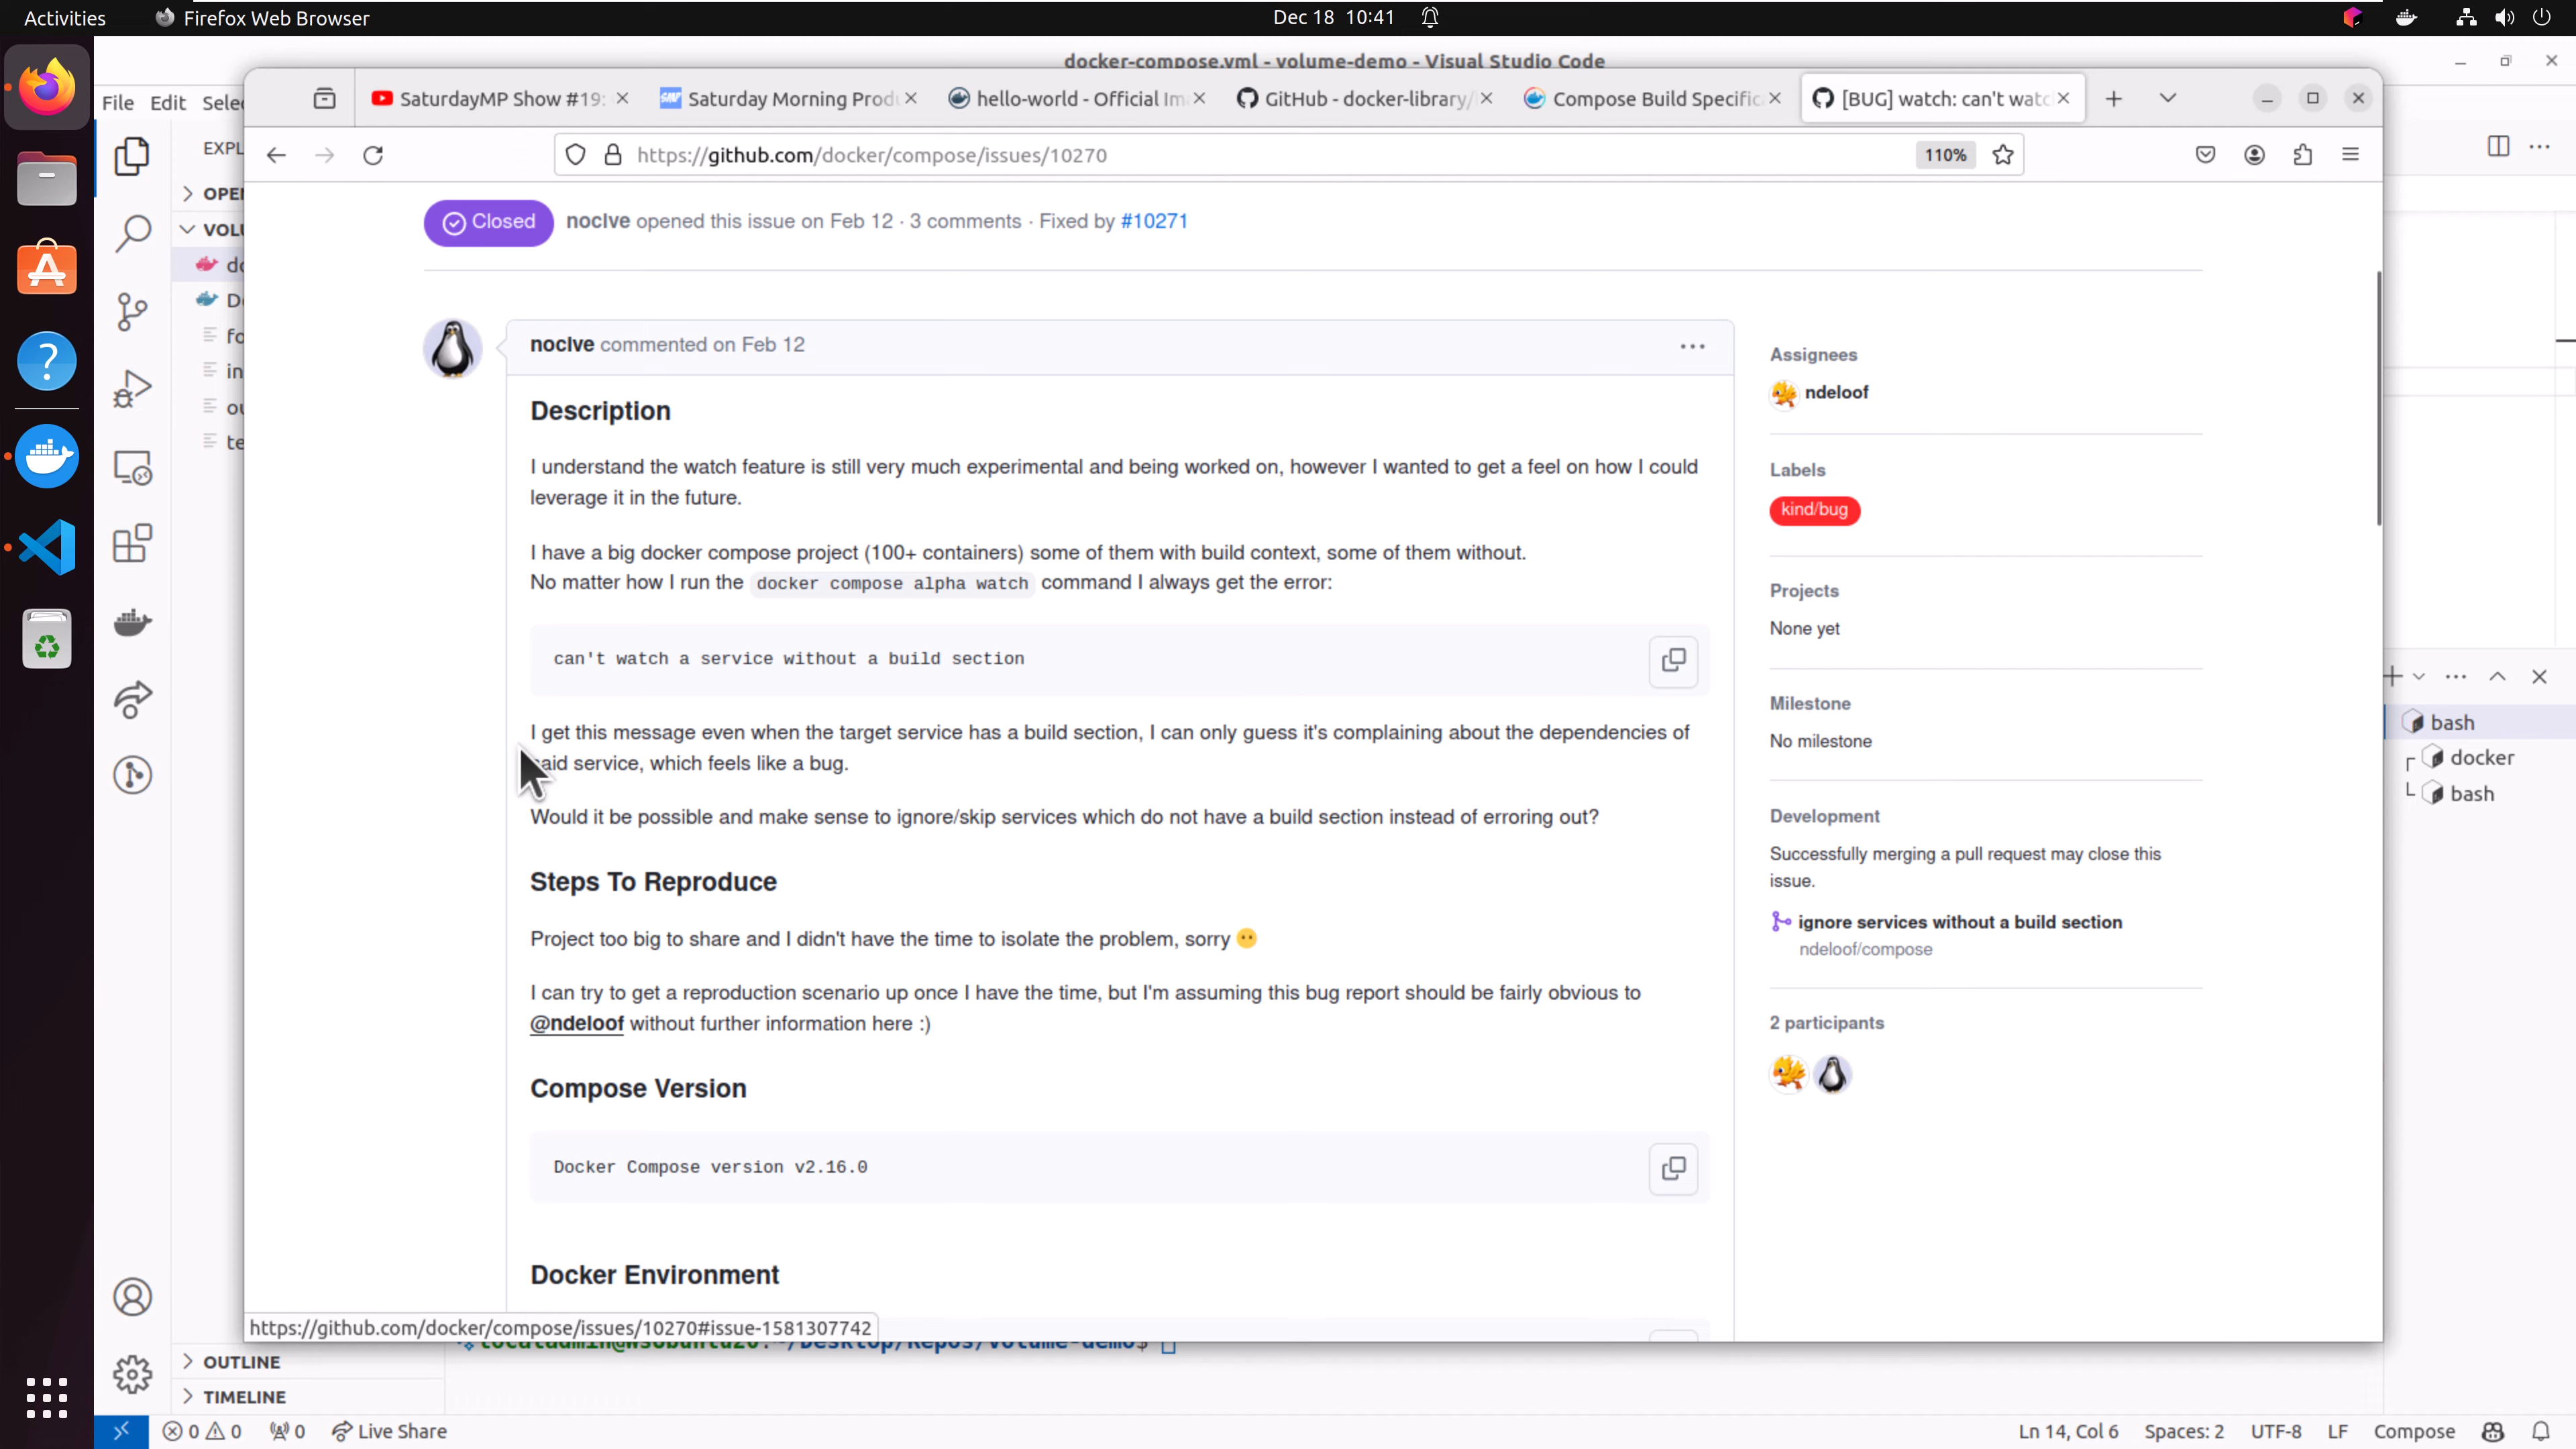 Activities
Firefox Web Browser
Dec 18 10:41
docker-compose.yml - volume-demo - Visual Studio Code
File Edit
SaturdayMP Show #19:
Saturday Morning Prod
hello-world - Official Im
GitHub - docker-library/
Compose Build Specific
[BUG] watch: can't watc
https://github.com/docker/compose/issues/10270
110%
Closed
noclve opened this issue on Feb 12 · 3 comments · Fixed by #10271
noclve commented on Feb 12
Description
I understand the watch feature is still very much experimental and being worked on, however I wanted to get a feel on how I could
leverage it in the future.
I have a big docker compose project (100+ containers) some of them with build context, some of them without.
No matter how I run the docker compose alpha watch command I always get the error:
can't watch a service without a build section
I get this message even when the target service has a build section, I can only guess it's complaining about the dependencies of
said service, which feels like a bug.
Would it be possible and make sense to ignore/skip services which do not have a build section instead of erroring out?
Steps To Reproduce
Project too big to share and I didn't have the time to isolate the problem, sorry 😶
I can try to get a reproduction scenario up once I have the time, but I'm assuming this bug report should be fairly obvious to
@ndeloof without further information here :)
Compose Version
Docker Compose version v2.16.0
Docker Environment
Assignees
ndeloof
Labels
kind/bug
Projects
None yet
Milestone
No milestone
Development
Successfully merging a pull request may close this
issue.
ignore services without a build section
ndeloof/compose
2 participants
bash
docker
bash
https://github.com/docker/compose/issues/10270#issue-1581307742
OUTLINE
TIMELINE
0 0 0 Live Share
Ln 14, Col 6 Spaces: 2 UTF-8 LF Compose